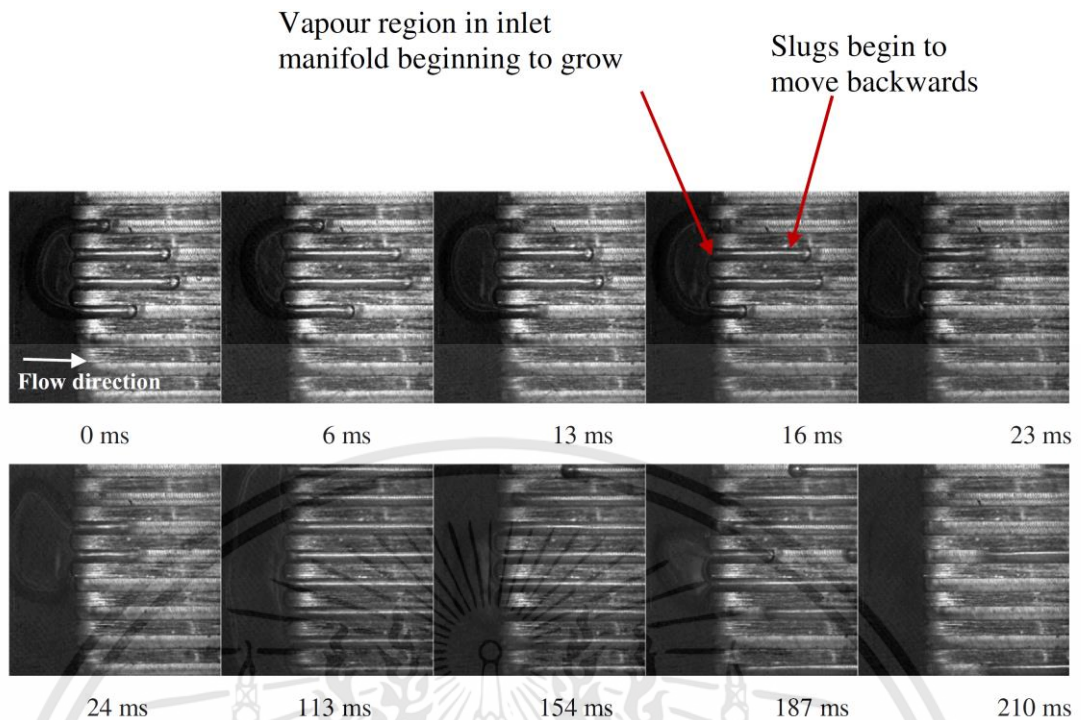 Vapour region in inlet
manifold beginning to grow
Slugs begin to
move backwards
Flow direction
0 ms
6 ms
13 ms
16 ms
23 ms
24 ms
113 ms
154 ms
187 ms
210 ms